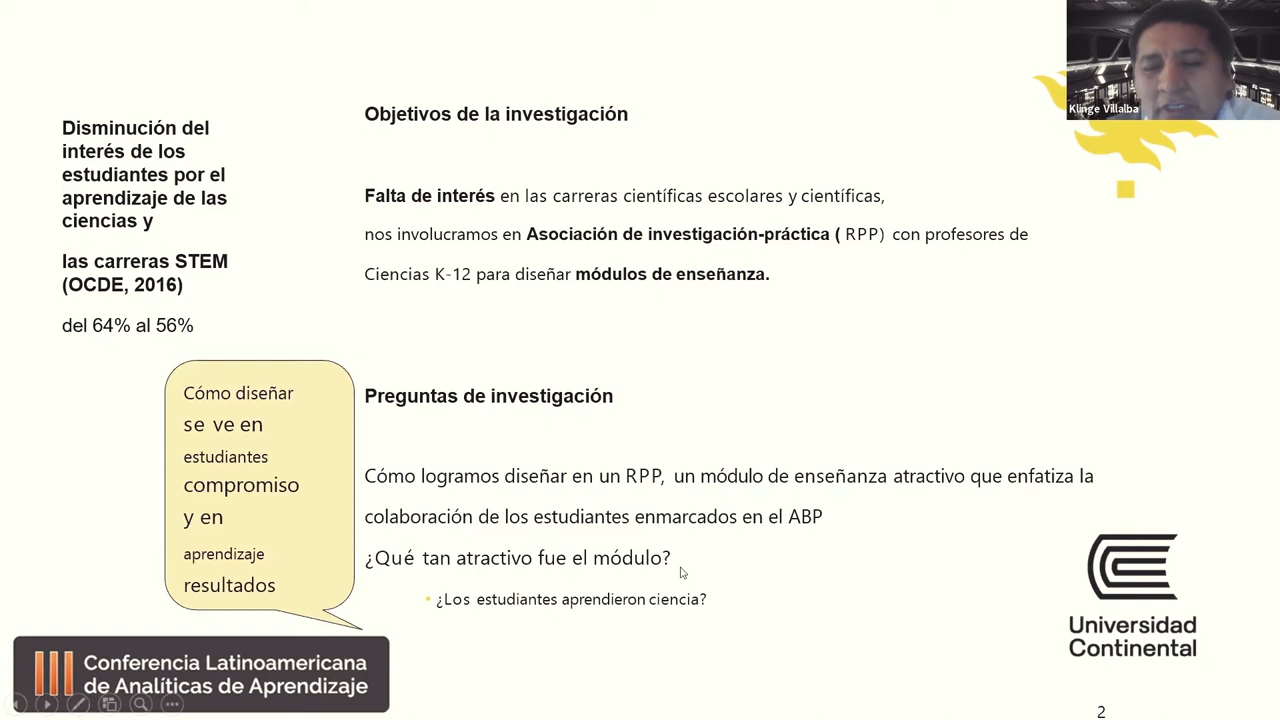 Klinge Villalba
Disminución del
interés de los
estudiantes por el
aprendizaje de las
ciencias y
las carreras STEM
(OCDE, 2016)
del 64% al 56%
Objetivos de la investigación
Falta de interés en las carreras científicas escolares y científicas,
nos involucramos en Asociación de investigación-práctica ( RPP) con profesores de
Ciencias K-12 para diseñar módulos de enseñanza.
Cómo diseñar
se ve en
estudiantes
compromiso
y en
aprendizaje
resultados
Preguntas de investigación
Cómo logramos diseñar en un RPP, un módulo de enseñanza atractivo que enfatiza la
colaboración de los estudiantes enmarcados en el ABP
¿Qué tan atractivo fue el módulo?
• ¿Los estudiantes aprendieron ciencia?
Conferencia Latinoamericana
de Analíticas de Aprendizaje
Universidad
Continental
2